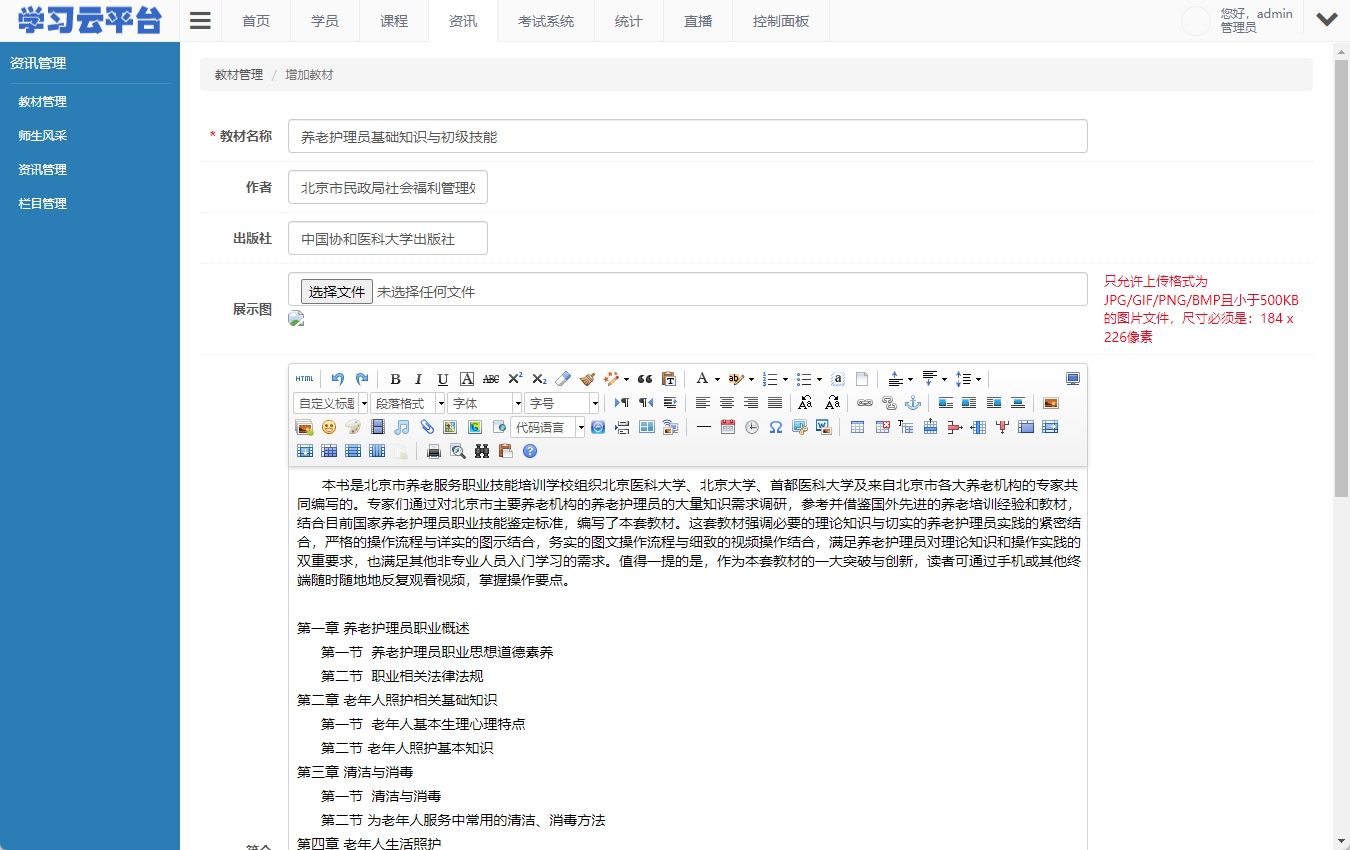 学习云平台
首页 学员 课程 资讯 考试系统 统计 直播 控制面板
您好，admin
管理员
资讯管理
教材管理
师生风采
资讯管理
栏目管理
教材管理 / 增加教材
* 教材名称 养老护理员基础知识与初级技能
作者 北京市民政局社会福利管理处
出版社 中国协和医科大学出版社
展示图 选择文件 未选择任何文件
只允许上传格式为
JPG/GIF/PNG/BMP且小于500KB
的图片文件，尺寸必须是：184 x
226像素
HTML B I U A ABC X² X₂
自定义标题 段落格式 字体 字号
代码语言
本书是北京市养老服务职业技能培训学校组织北京医科大学、北京大学、首都医科大学及来自北京市各大养老机构的专家共
同编写的。专家们通过对北京市主要养老机构的养老护理员的大量知识需求调研，参考并借鉴国外先进的养老培训经验和教材，
结合目前国家养老护理员职业技能鉴定标准，编写了本套教材。这套教材强调必要的理论知识与切实的养老护理员实践的紧密结
合，严格的操作流程与详实的图示结合，务实的图文操作流程与细致的视频操作结合，满足养老护理员对理论知识和操作实践的
双重要求，也满足其他非专业人员入门学习的需求。值得一提的是，作为本套教材的一大突破与创新，读者可通过手机或其他终
端随时随地地反复观看视频，掌握操作要点。
第一章 养老护理员职业概述
第一节 养老护理员职业思想道德素养
第二节 职业相关法律法规
第二章 老年人照护相关基础知识
第一节 老年人基本生理心理特点
第二节 老年人照护基本知识
第三章 清洁与消毒
第一节 清洁与消毒
第二节 为老年人服务中常用的清洁、消毒方法
第四章 老年人生活照护